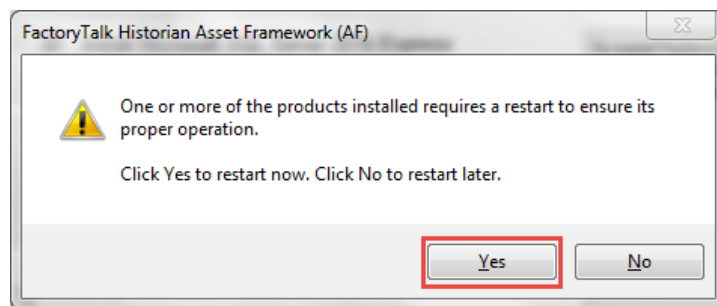 FactoryTalk Historian Asset Framework (AF)
One or more of the products installed requires a restart to ensure its
proper operation.
Click Yes to restart now. Click No to restart later.
Yes
No